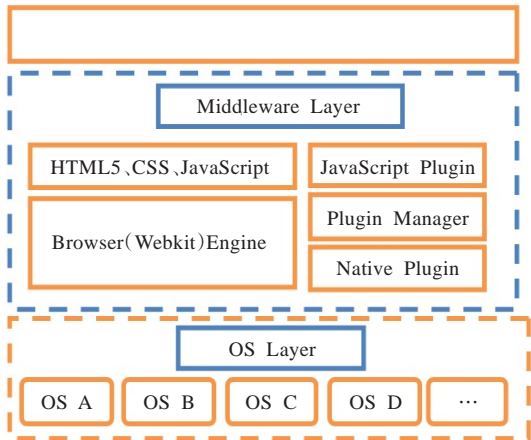 Middleware Layer
HTML5、CSS、JavaScript
JavaScript Plugin
Browser(Webkit)Engine
Plugin Manager
Native Plugin
OS Layer
OS A OS B OS C OS D …